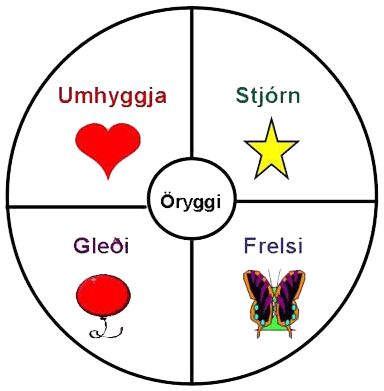 Umhyggja
Stjórn
Öryggi
Gleði
Frelsi